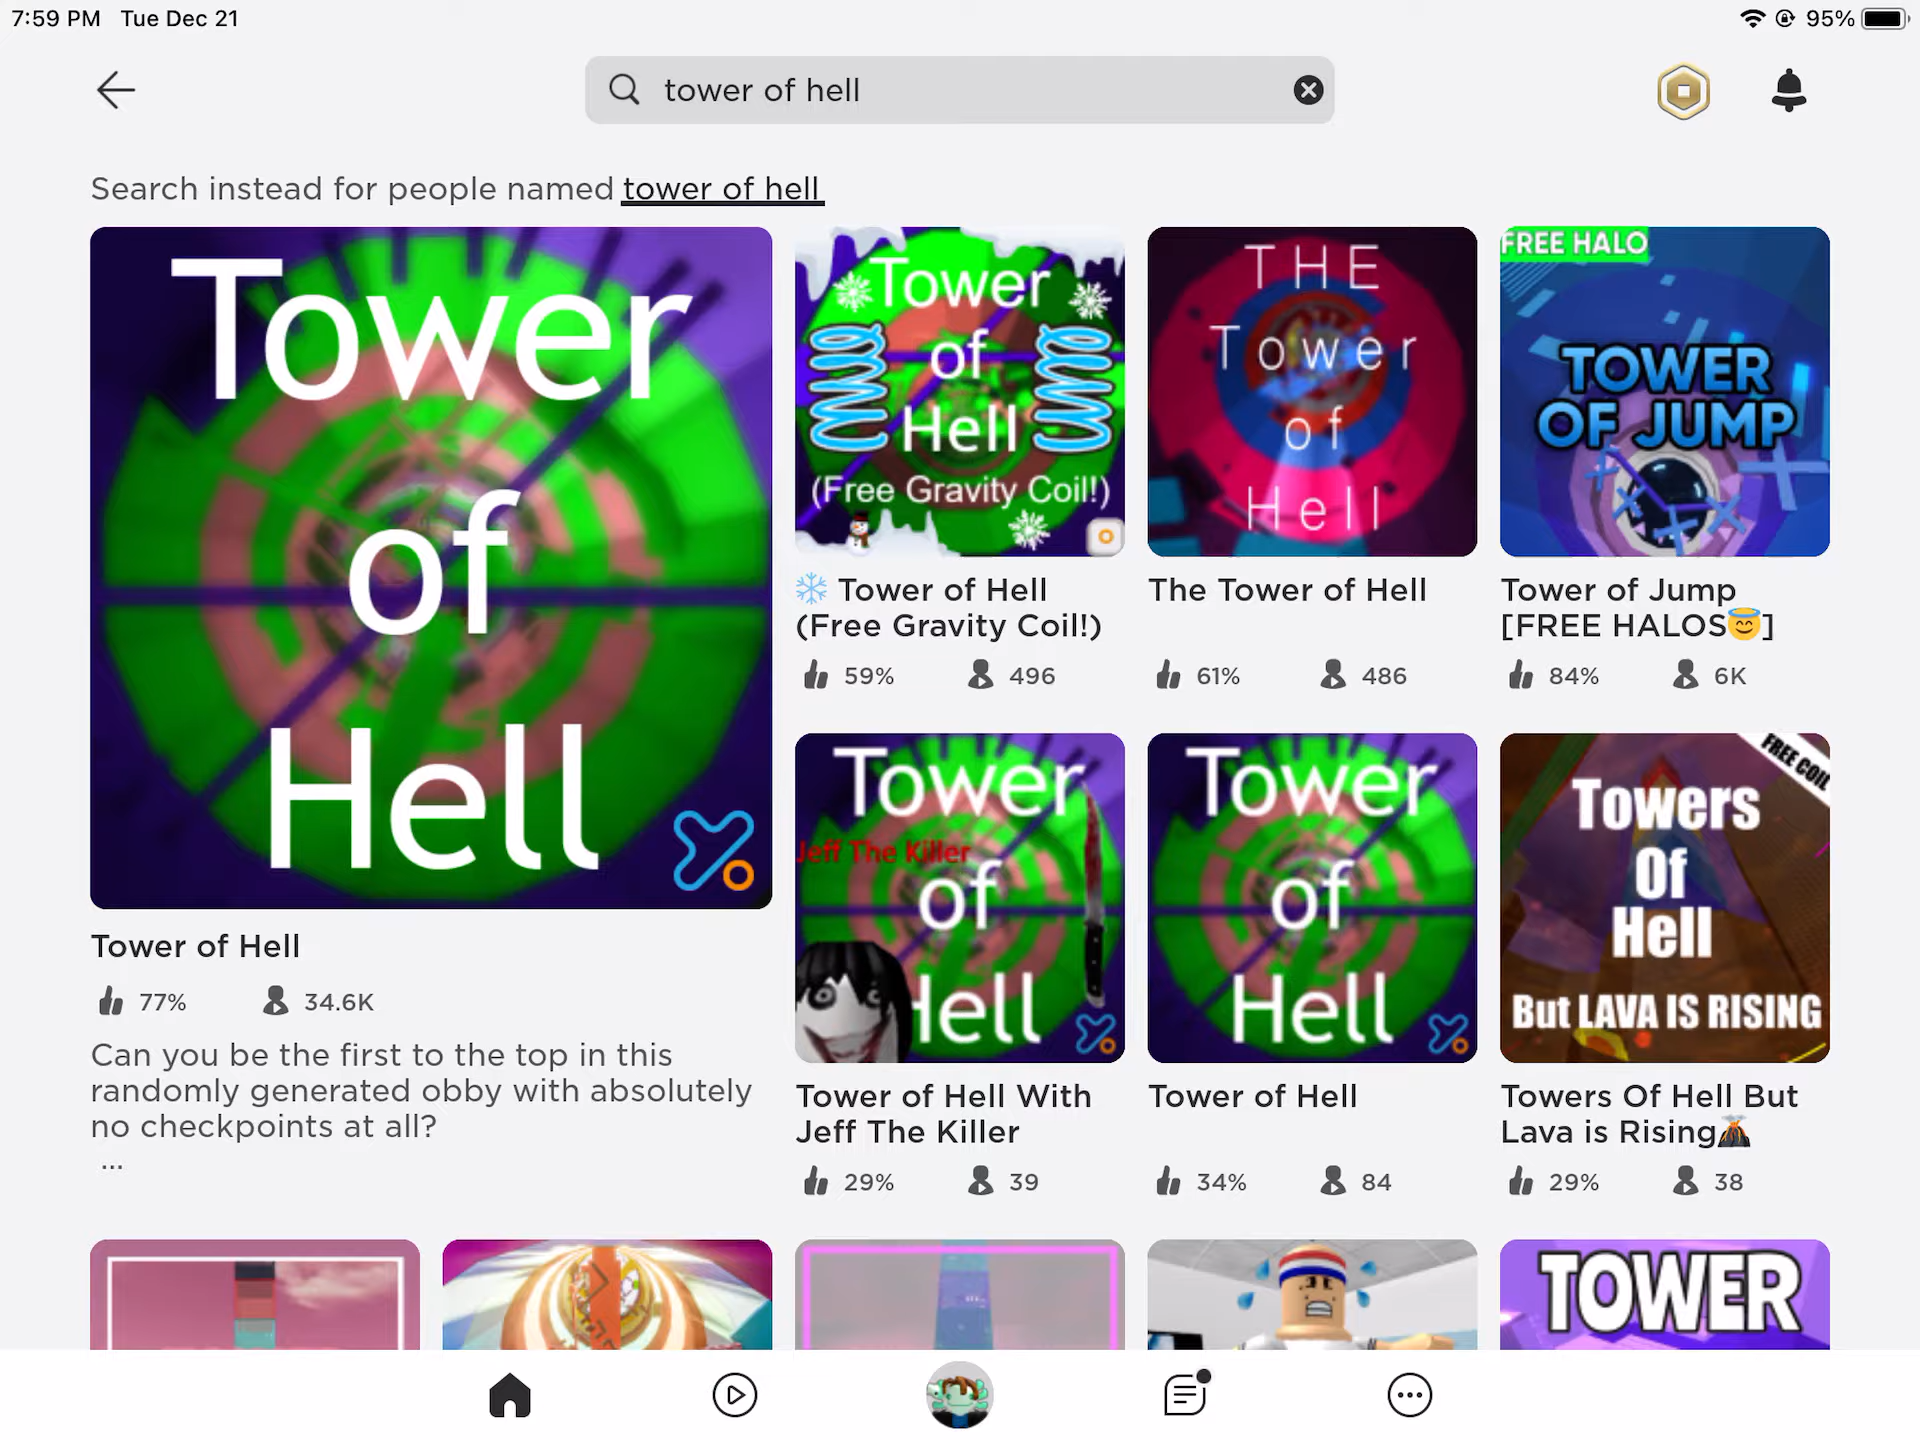 7:59 PM Tue Dec 21
95%
tower of hell
Search instead for people named tower of hell
Tower
of
Hell
Tower of Hell
77% 34.6K
Can you be the first to the top in this
randomly generated obby with absolutely
no checkpoints at all?
...
Tower
of
Hell
(Free Gravity Coil!)
❄️ Tower of Hell
(Free Gravity Coil!)
59% 496
THE
Tower
of
Hell
The Tower of Hell
61% 486
FREE HALO
TOWER
OF JUMP
Tower of Jump
[FREE HALOS😇]
84% 6K
Tower
Jeff The Killer
of
Hell
Tower of Hell With
Jeff The Killer
29% 39
Tower
of
Hell
Tower of Hell
34% 84
FREE COIL
Towers
Of
Hell
But LAVA IS RISING
Towers Of Hell But
Lava is Rising🌋
29% 38
TOWER